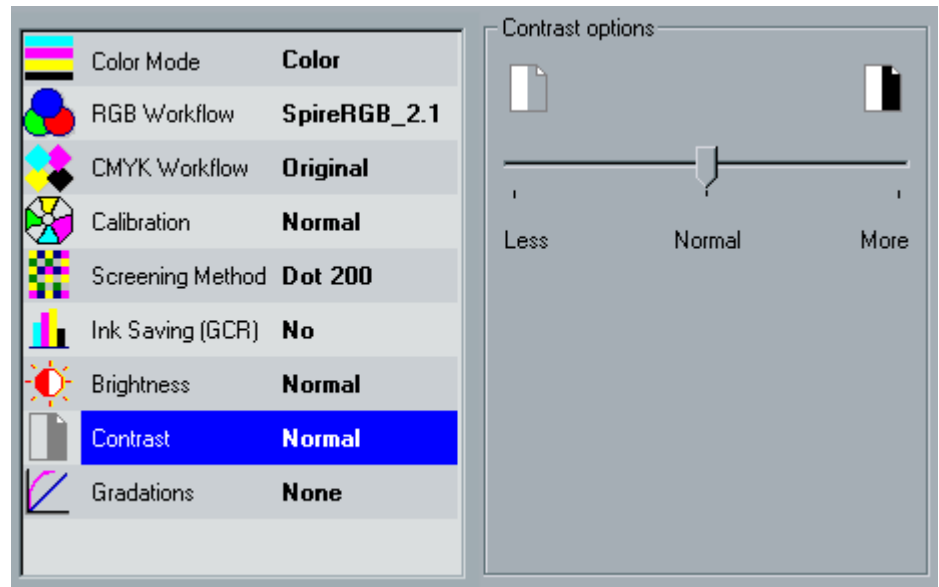 Color Mode Color
RGB Workflow SpireRGB_2.1
CMYK Workflow Original
Calibration Normal
Screening Method Dot 200
Ink Saving (GCR) No
Brightness Normal
Contrast Normal
Gradations None
Contrast options
Less Normal More